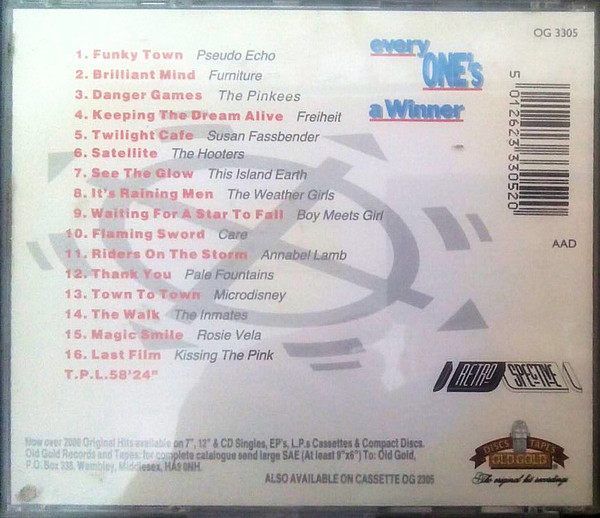 OG 3305
every
ONE's
a Winner
1. Funky Town Pseudo Echo
2. Brilliant Mind Furniture
3. Danger Games The Pinkees
4. Keeping The Dream Alive Freiheit
5. Twilight Cafe Susan Fassbender
6. Satellite The Hooters
7. See The Glow This Island Earth
8. It's Raining Men The Weather Girls
9. Waiting For A Star To Fall Boy Meets Girl
10. Flaming Sword Care
11. Riders On The Storm Annabel Lamb
12. Thank You Pale Fountains
13. Town To Town Microdisney
14. The Walk The Inmates
15. Magic Smile Rosie Vela
16. Last Film Kissing The Pink
T.P.L.58'24"
5 012623 330520
AAD
RETRO SPECTIVE
Now over 2000 Original Hits available on 7", 12" & CD Singles, EP's, L.P.s Cassettes & Compact Discs.
Old Gold Records and Tapes: for complete catalogue send large SAE (At least 9"x6") To: Old Gold,
P.O. Box 338, Wembley, Middlesex, HA9 0NH.
ALSO AVAILABLE ON CASSETTE OG 2305
DISCS TAPES
OLD GOLD
The original hit recordings